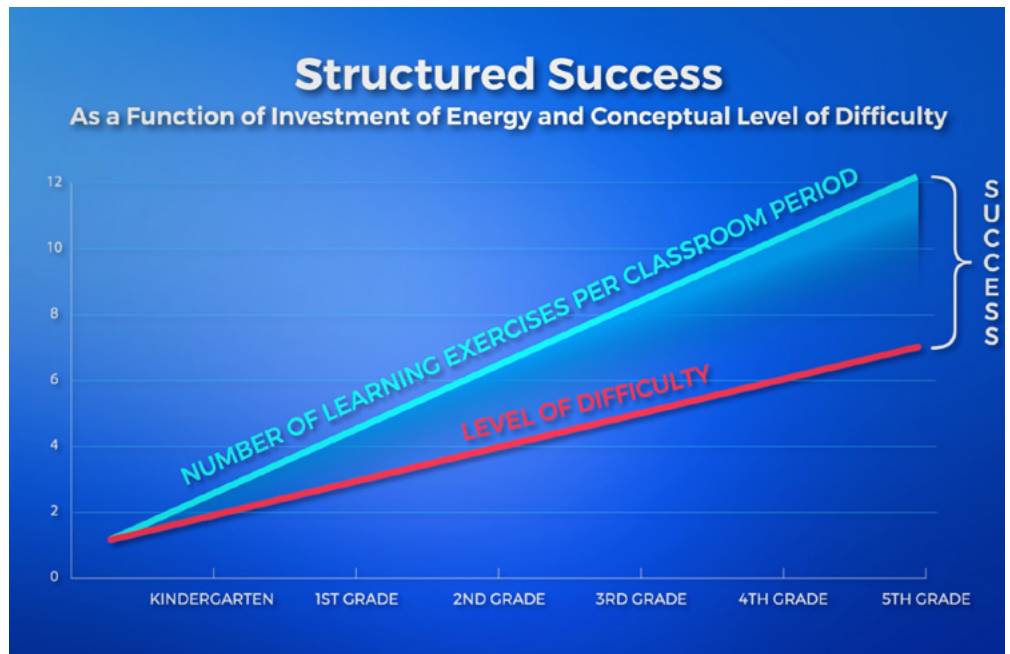 Structured Success
As a Function of Investment of Energy and Conceptual Level of Difficulty
12
10
8
6
4
2
0
NUMBER OF LEARNING EXERCISES PER CLASSROOM PERIOD
LEVEL OF DIFFICULTY
SUCCESS
KINDERGARTEN 1ST GRADE 2ND GRADE 3RD GRADE 4TH GRADE 5TH GRADE